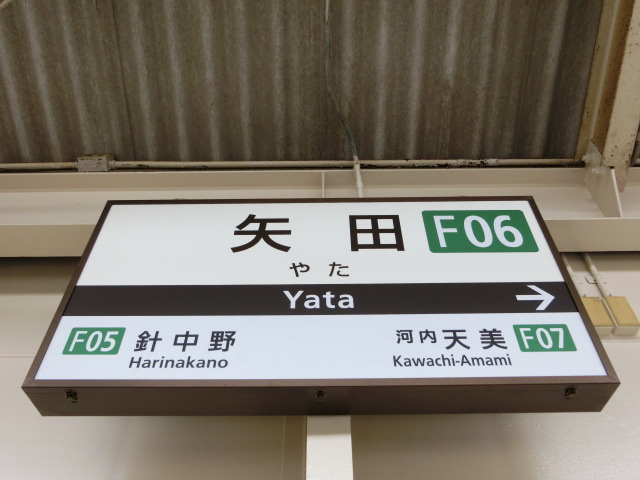 矢田 F06
やた
Yata →
F05 針中野 河内天美 F07
Harinakano Kawachi-Amami